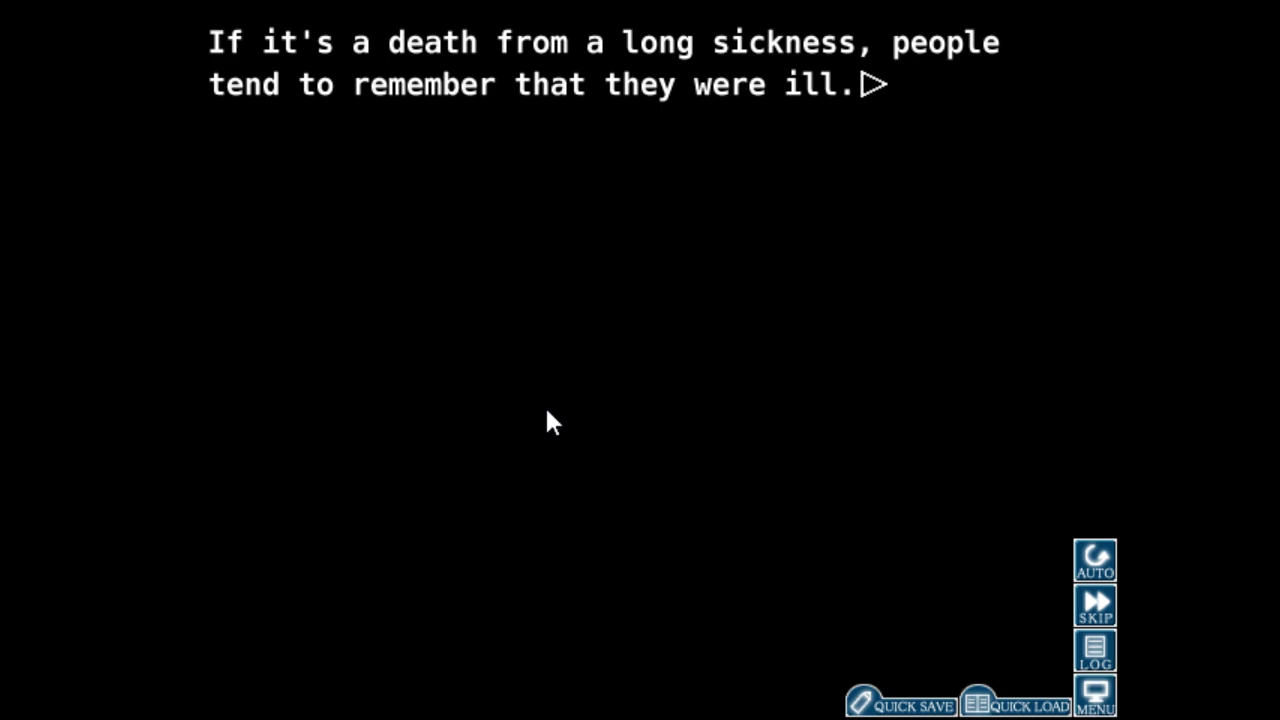 If it's a death from a long sickness, people
tend to remember that they were ill.
AUTO
SKIP
LOG
QUICK SAVE
QUICK LOAD
MENU